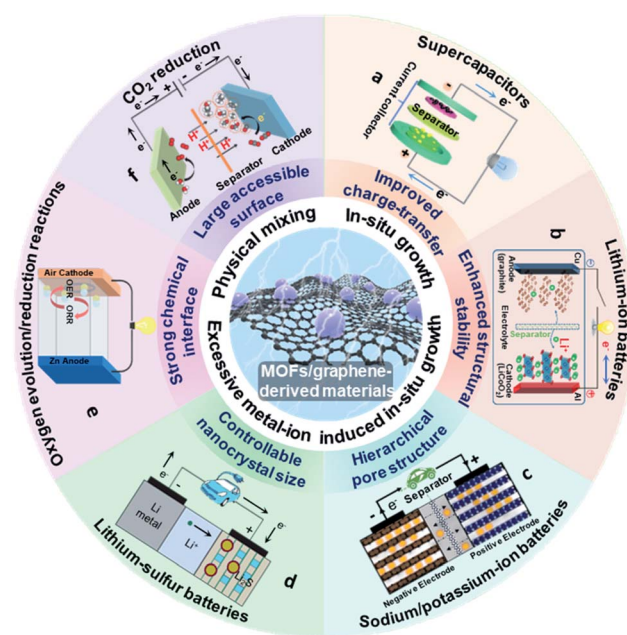 Supercapacitors
a
Current collector
Separator
-
+
e-
e-
Lithium-ion batteries
b
Cu
Anode
(graphite)
Electrolyte
Separator
Li+
e-
Cathode
(LiCoO2)
Al
Sodium/potassium-ion batteries
c
Separator
-
+
e-
Negative Electrode
Positive Electrode
Lithium-sulfur batteries
d
Li
metal
Li+
e-
-
+
e-
Oxygen evolution/reduction reactions
e
Air Cathode
OER
ORR
Zn Anode
CO2 reduction
f
e-
+
-
e-
e-
e-
H+
H+
H+
Anode
Separator
Cathode
Improved
charge-transfer
Enhanced structural
stability
Hierarchical
pore structure
Controllable
nanocrystal size
Strong chemical
interface
Large accessible
surface
Physical mixing
In-situ growth
Excessive metal-ion induced in-situ growth
MOFs/graphene-
derived materials